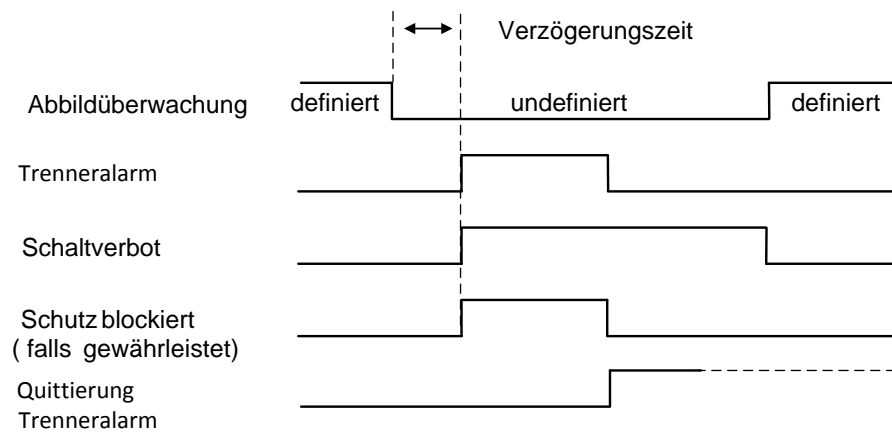 Verzögerungszeit
Abbildüberwachung
definiert
undefiniert
definiert
Trenneralarm
Schaltverbot
Schutz blockiert
( falls gewährleistet)
Quittierung
Trenneralarm